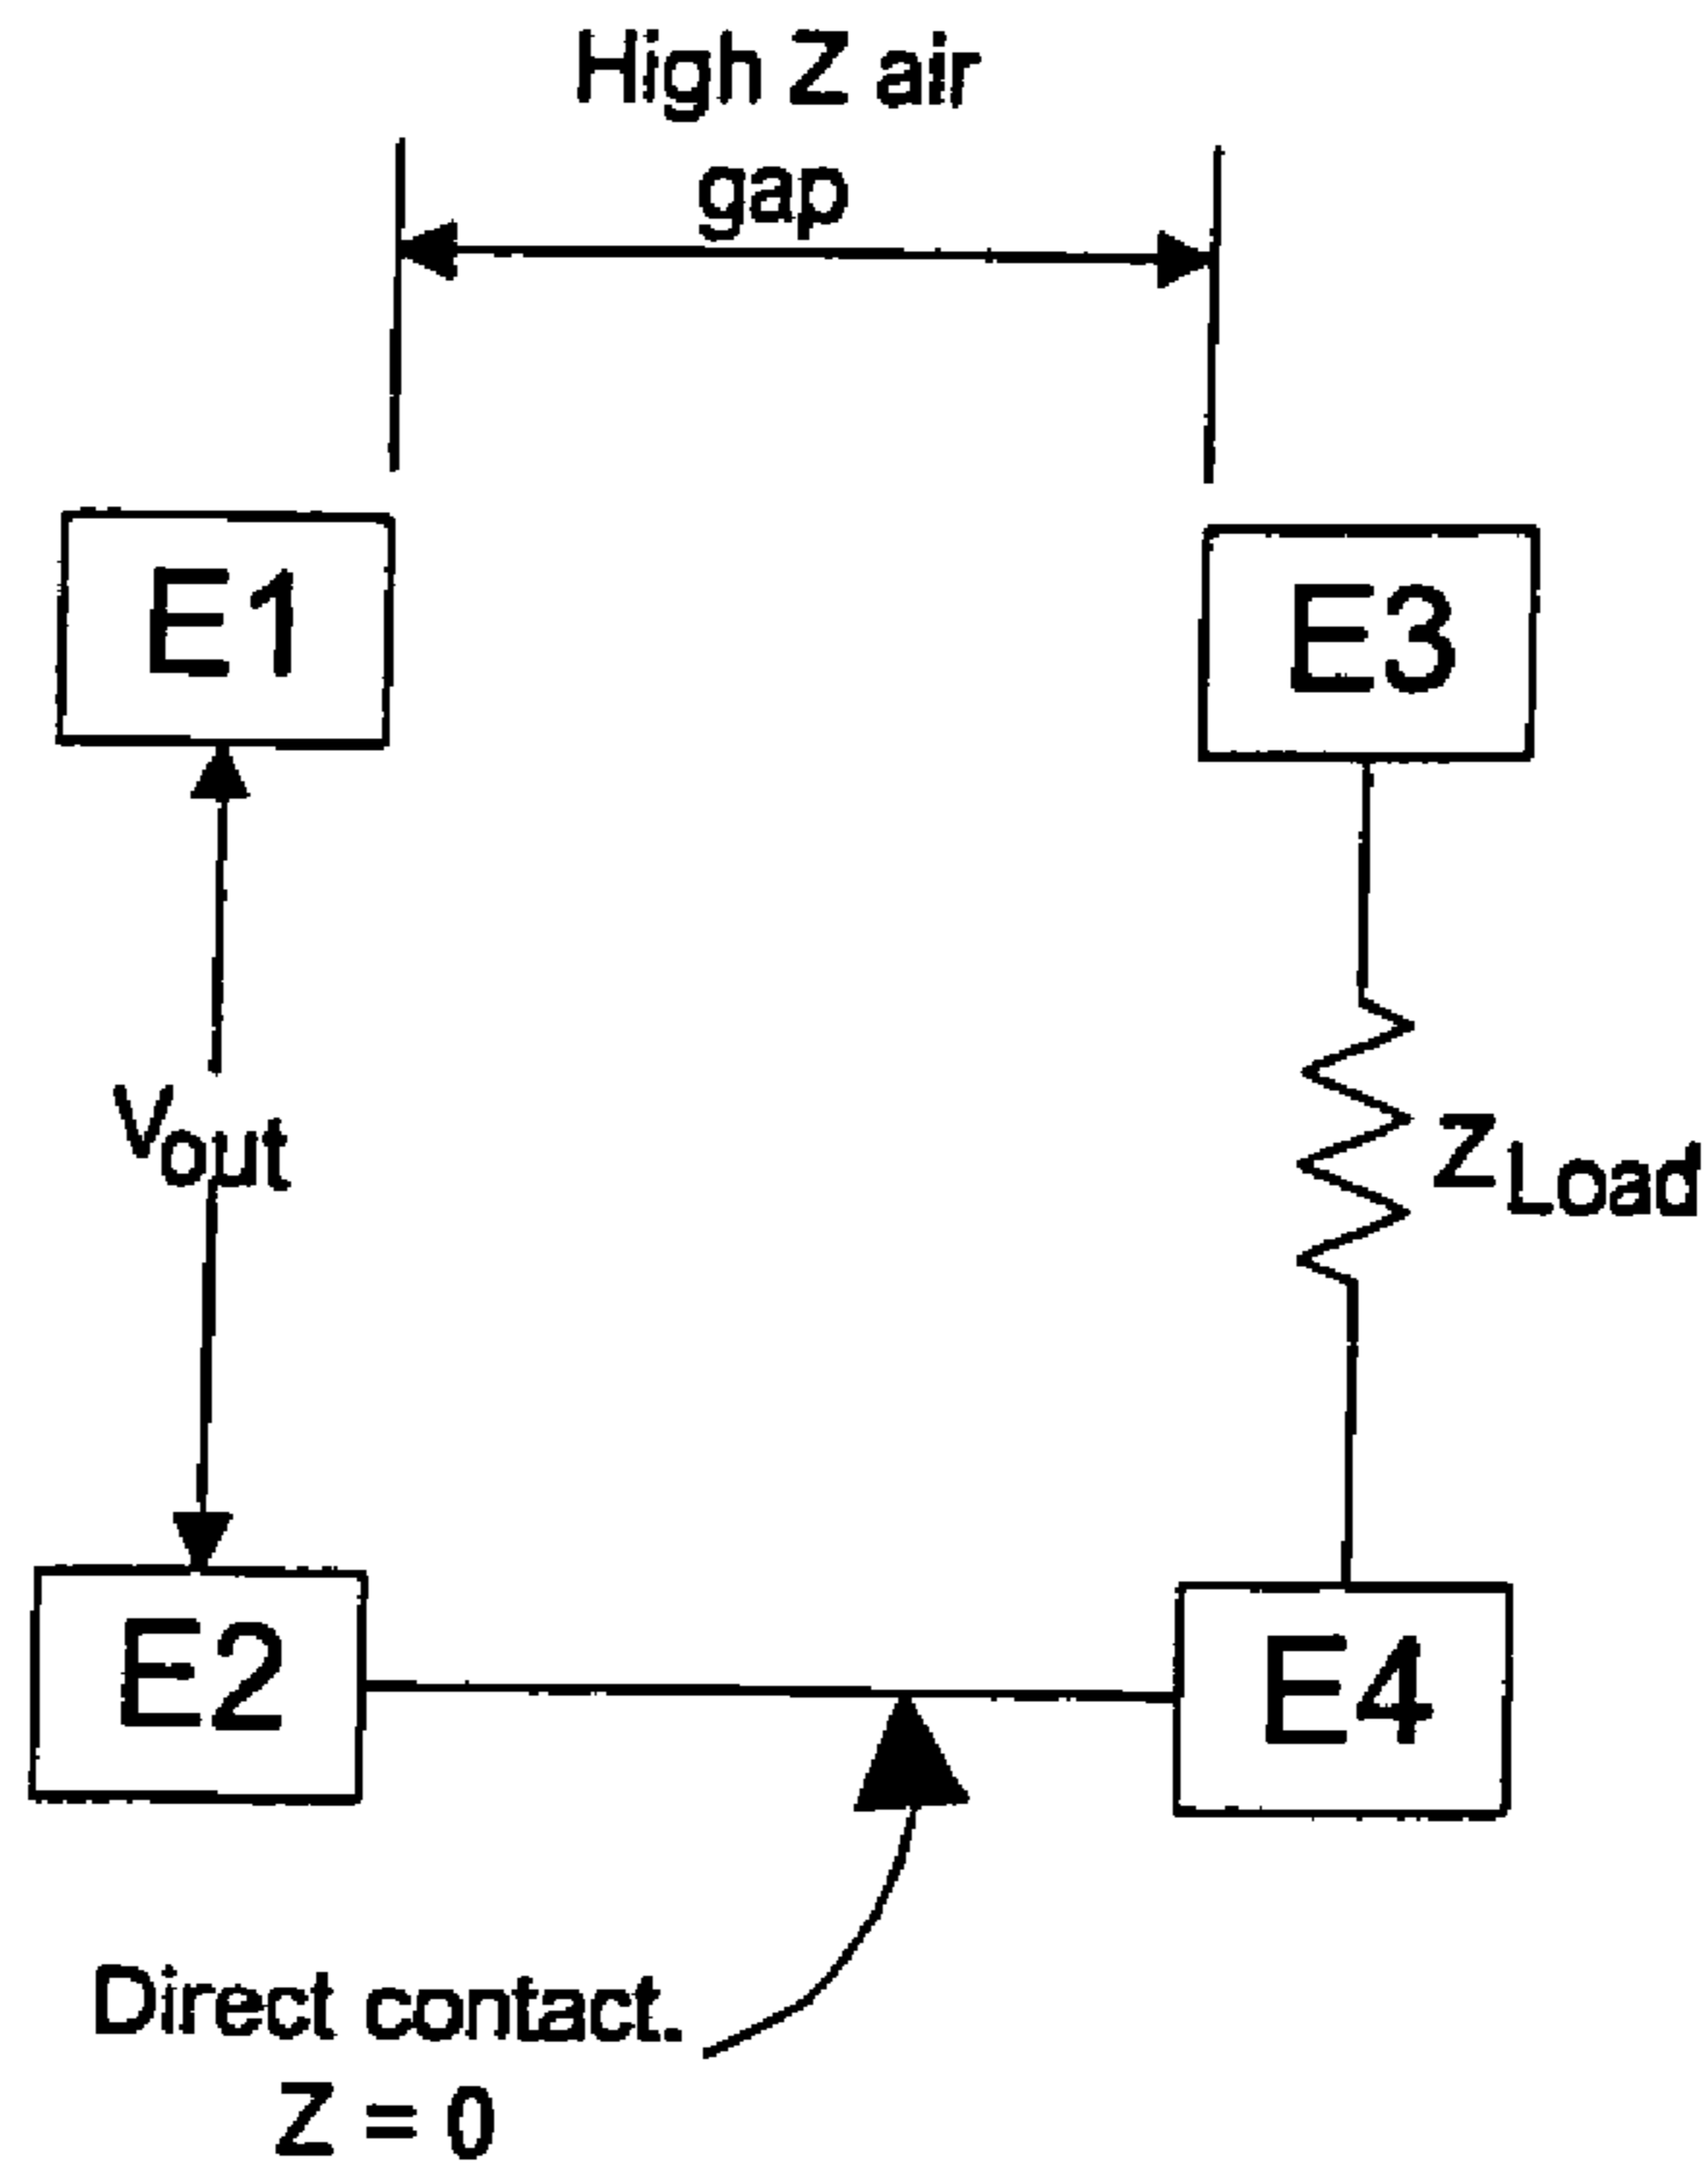 High Z air
gap
E1
E3
Vout
ZLoad
E2
E4
Direct contact.
Z = 0